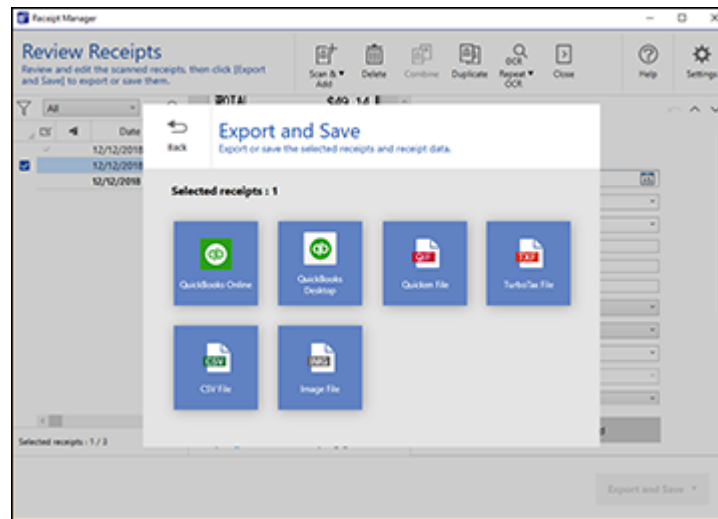 Receipt Manager
Review Receipts
Review and edit the scanned receipts, then click [Export
and Save] to export or save them.
Scan & Add
Delete
Combine
Duplicate
OCR
Repeat OCR
Close
Help
Settings
All
TOTAL $49.14
Date
12/12/2018
12/12/2018
12/12/2018
Back
Export and Save
Export or save the selected receipts and receipt data.
Selected receipts : 1
QuickBooks Online
QuickBooks
Desktop
QIF
Quicken File
TXF
TurboTax File
CSV
CSV File
IMG
Image File
Selected receipts : 1 / 3
Export and Save